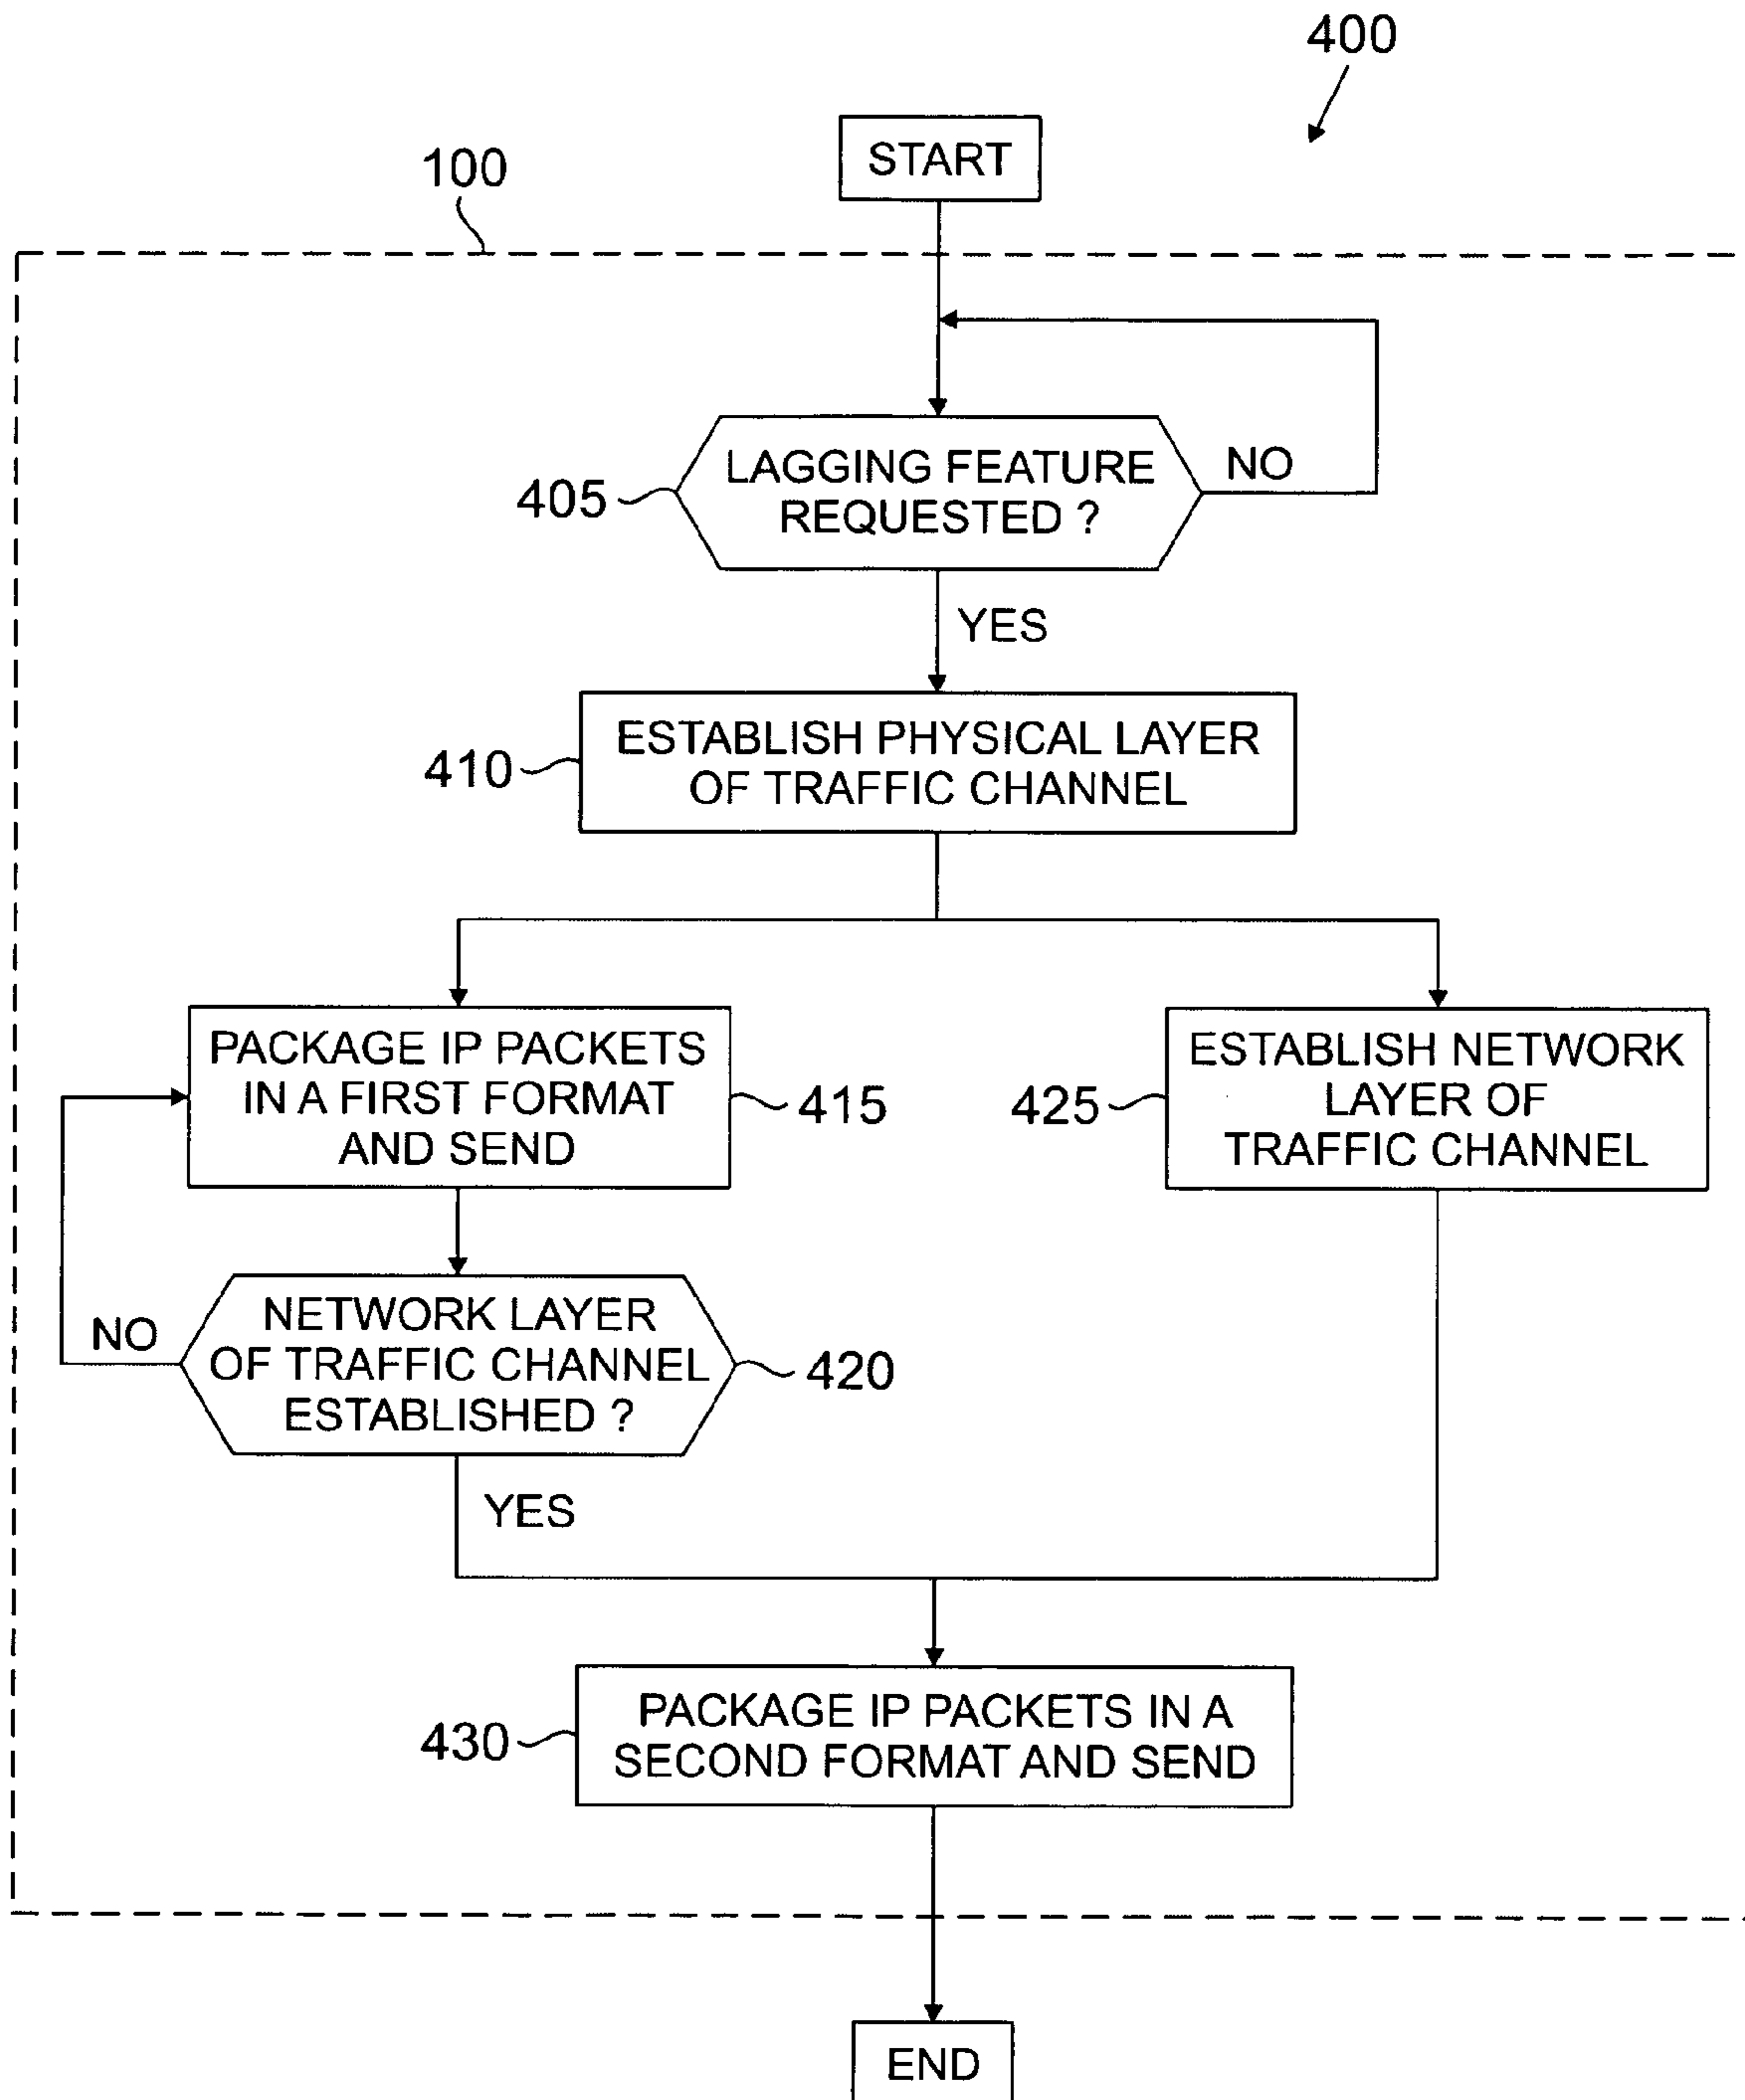 400
START
100
LAGGING FEATURE
REQUESTED ?
NO
405
YES
ESTABLISH PHYSICAL LAYER
OF TRAFFIC CHANNEL
410
PACKAGE IP PACKETS
IN A FIRST FORMAT
AND SEND
415
425
ESTABLISH NETWORK
LAYER OF
TRAFFIC CHANNEL
NO
NETWORK LAYER
OF TRAFFIC CHANNEL
ESTABLISHED ?
420
YES
430
PACKAGE IP PACKETS IN A
SECOND FORMAT AND SEND
END